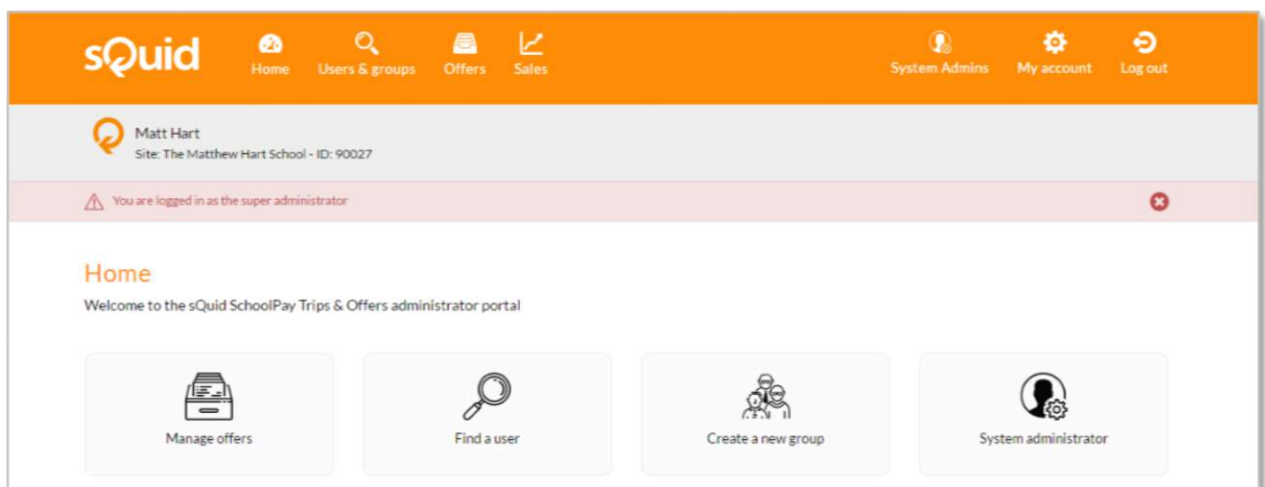 sQuid
Home Users & groups Offers Sales System Admins My account Log out
Matt Hart
Site: The Matthew Hart School - ID: 90027
You are logged in as the super administrator
Home
Welcome to the sQuid SchoolPay Trips & Offers administrator portal
Manage offers Find a user Create a new group System administrator